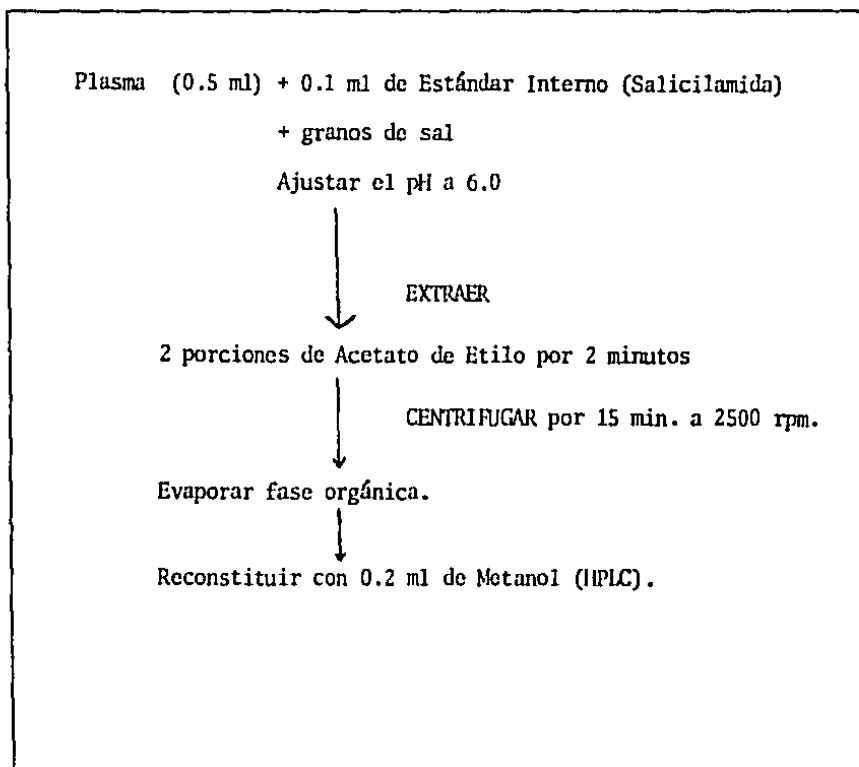 Plasma (0.5 ml) + 0.1 ml de Estándar Interno (Salicilamida)
+ granos de sal
Ajustar el pH a 6.0
EXTRAER
2 porciones de Acetato de Etilo por 2 minutos
CENTRIFUGAR por 15 min. a 2500 rpm.
Evaporar fase orgánica.
Reconstituir con 0.2 ml de Metanol (HPLC).